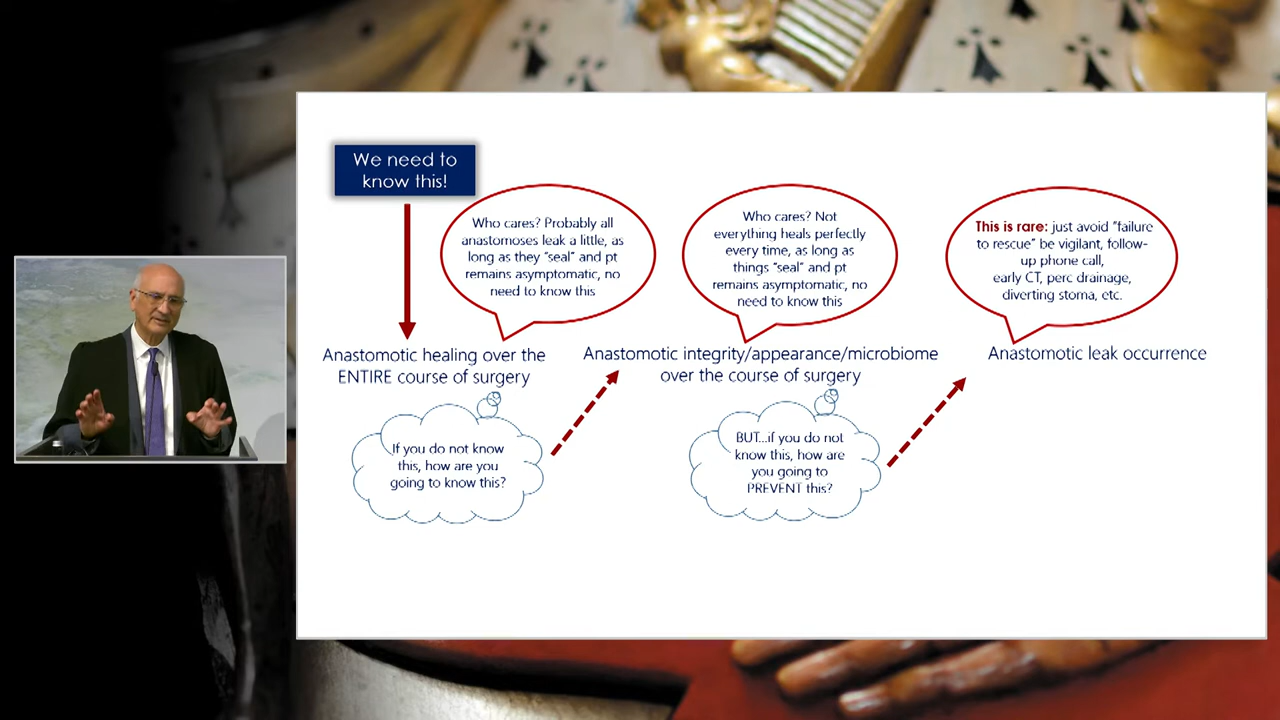 We need to
know this!
Who cares? Probably all
anastomoses leak a little, as
long as they "seal" and pt
remains asymptomatic, no
need to know this
Who cares? Not
everything heals perfectly
every time, as long as
things "seal" and pt
remains asymptomatic, no
need to know this
This is rare: just avoid "failure
to rescue" be vigilant, follow-
up phone call,
early CT, perc drainage,
diverting stoma, etc.
Anastomotic healing over the
ENTIRE course of surgery
Anastomotic integrity/appearance/microbiome
over the course of surgery
Anastomotic leak occurrence
If you do not know
this, how are you
going to know this?
BUT...if you do not
know this, how are
you going to
PREVENT this?